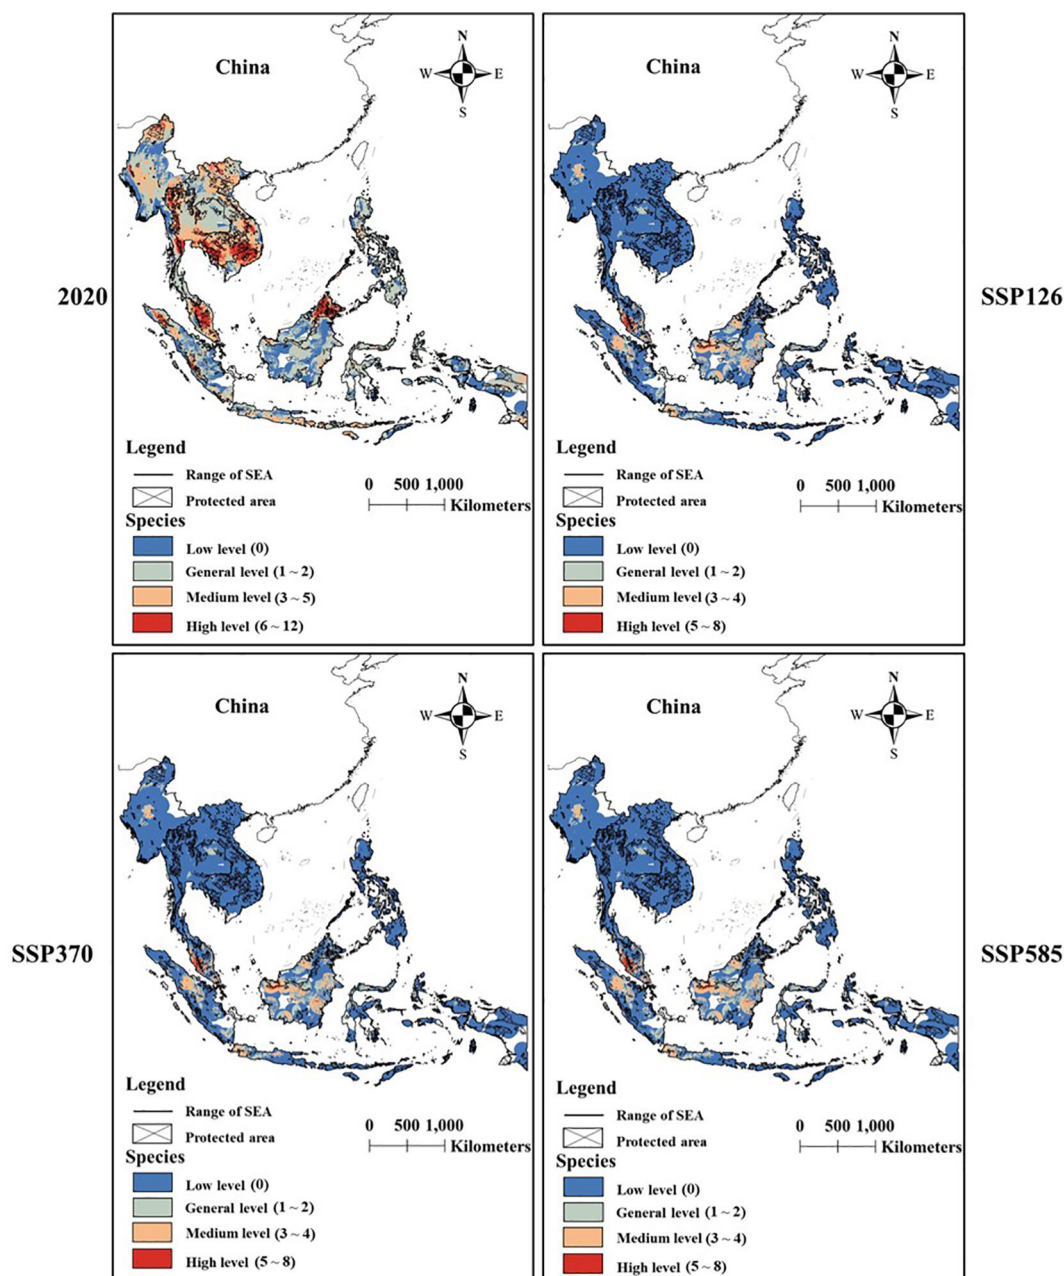 China
N
W E
S
2020
Legend
Range of SEA
Protected area
0 500 1,000
Kilometers
Species
Low level (0)
General level (1 ~ 2)
Medium level (3 ~ 5)
High level (6 ~ 12)
China
N
W E
S
SSP126
Legend
Range of SEA
Protected area
0 500 1,000
Kilometers
Species
Low level (0)
General level (1 ~ 2)
Medium level (3 ~ 4)
High level (5 ~ 8)
China
N
W E
S
SSP370
Legend
Range of SEA
Protected area
0 500 1,000
Kilometers
Species
Low level (0)
General level (1 ~ 2)
Medium level (3 ~ 4)
High level (5 ~ 8)
China
N
W E
S
SSP585
Legend
Range of SEA
Protected area
0 500 1,000
Kilometers
Species
Low level (0)
General level (1 ~ 2)
Medium level (3 ~ 4)
High level (5 ~ 8)